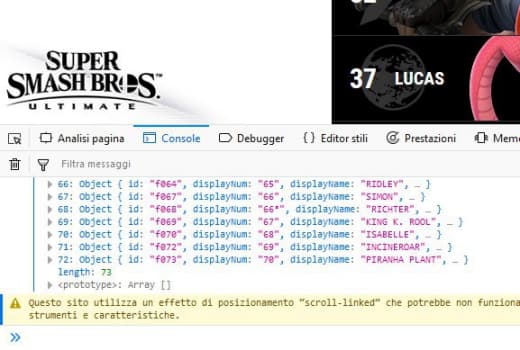 37 LUCAS
SUPER
SMASH BROS.™
ULTIMATE
Analisi pagina Console Debugger {} Editor stili Prestazioni Memo
Filtra messaggi
66: Object { id: "f064", displayNum: "65", displayName: "RIDLEY", … }
67: Object { id: "f067", displayNum: "66", displayName: "SIMON", … }
68: Object { id: "f068", displayNum: "66*", displayName: "RICHTER", … }
69: Object { id: "f069", displayNum: "67", displayName: "KING K. ROOL", … }
70: Object { id: "f070", displayNum: "68", displayName: "ISABELLE", … }
71: Object { id: "f072", displayNum: "69", displayName: "INCINEROAR", … }
72: Object { id: "f073", displayNum: "70", displayName: "PIRANHA PLANT", … }
length: 73
<prototype>: Array []
Questo sito utilizza un effetto di posizionamento “scroll-linked” che potrebbe non funziona
strumenti e caratteristiche.
»